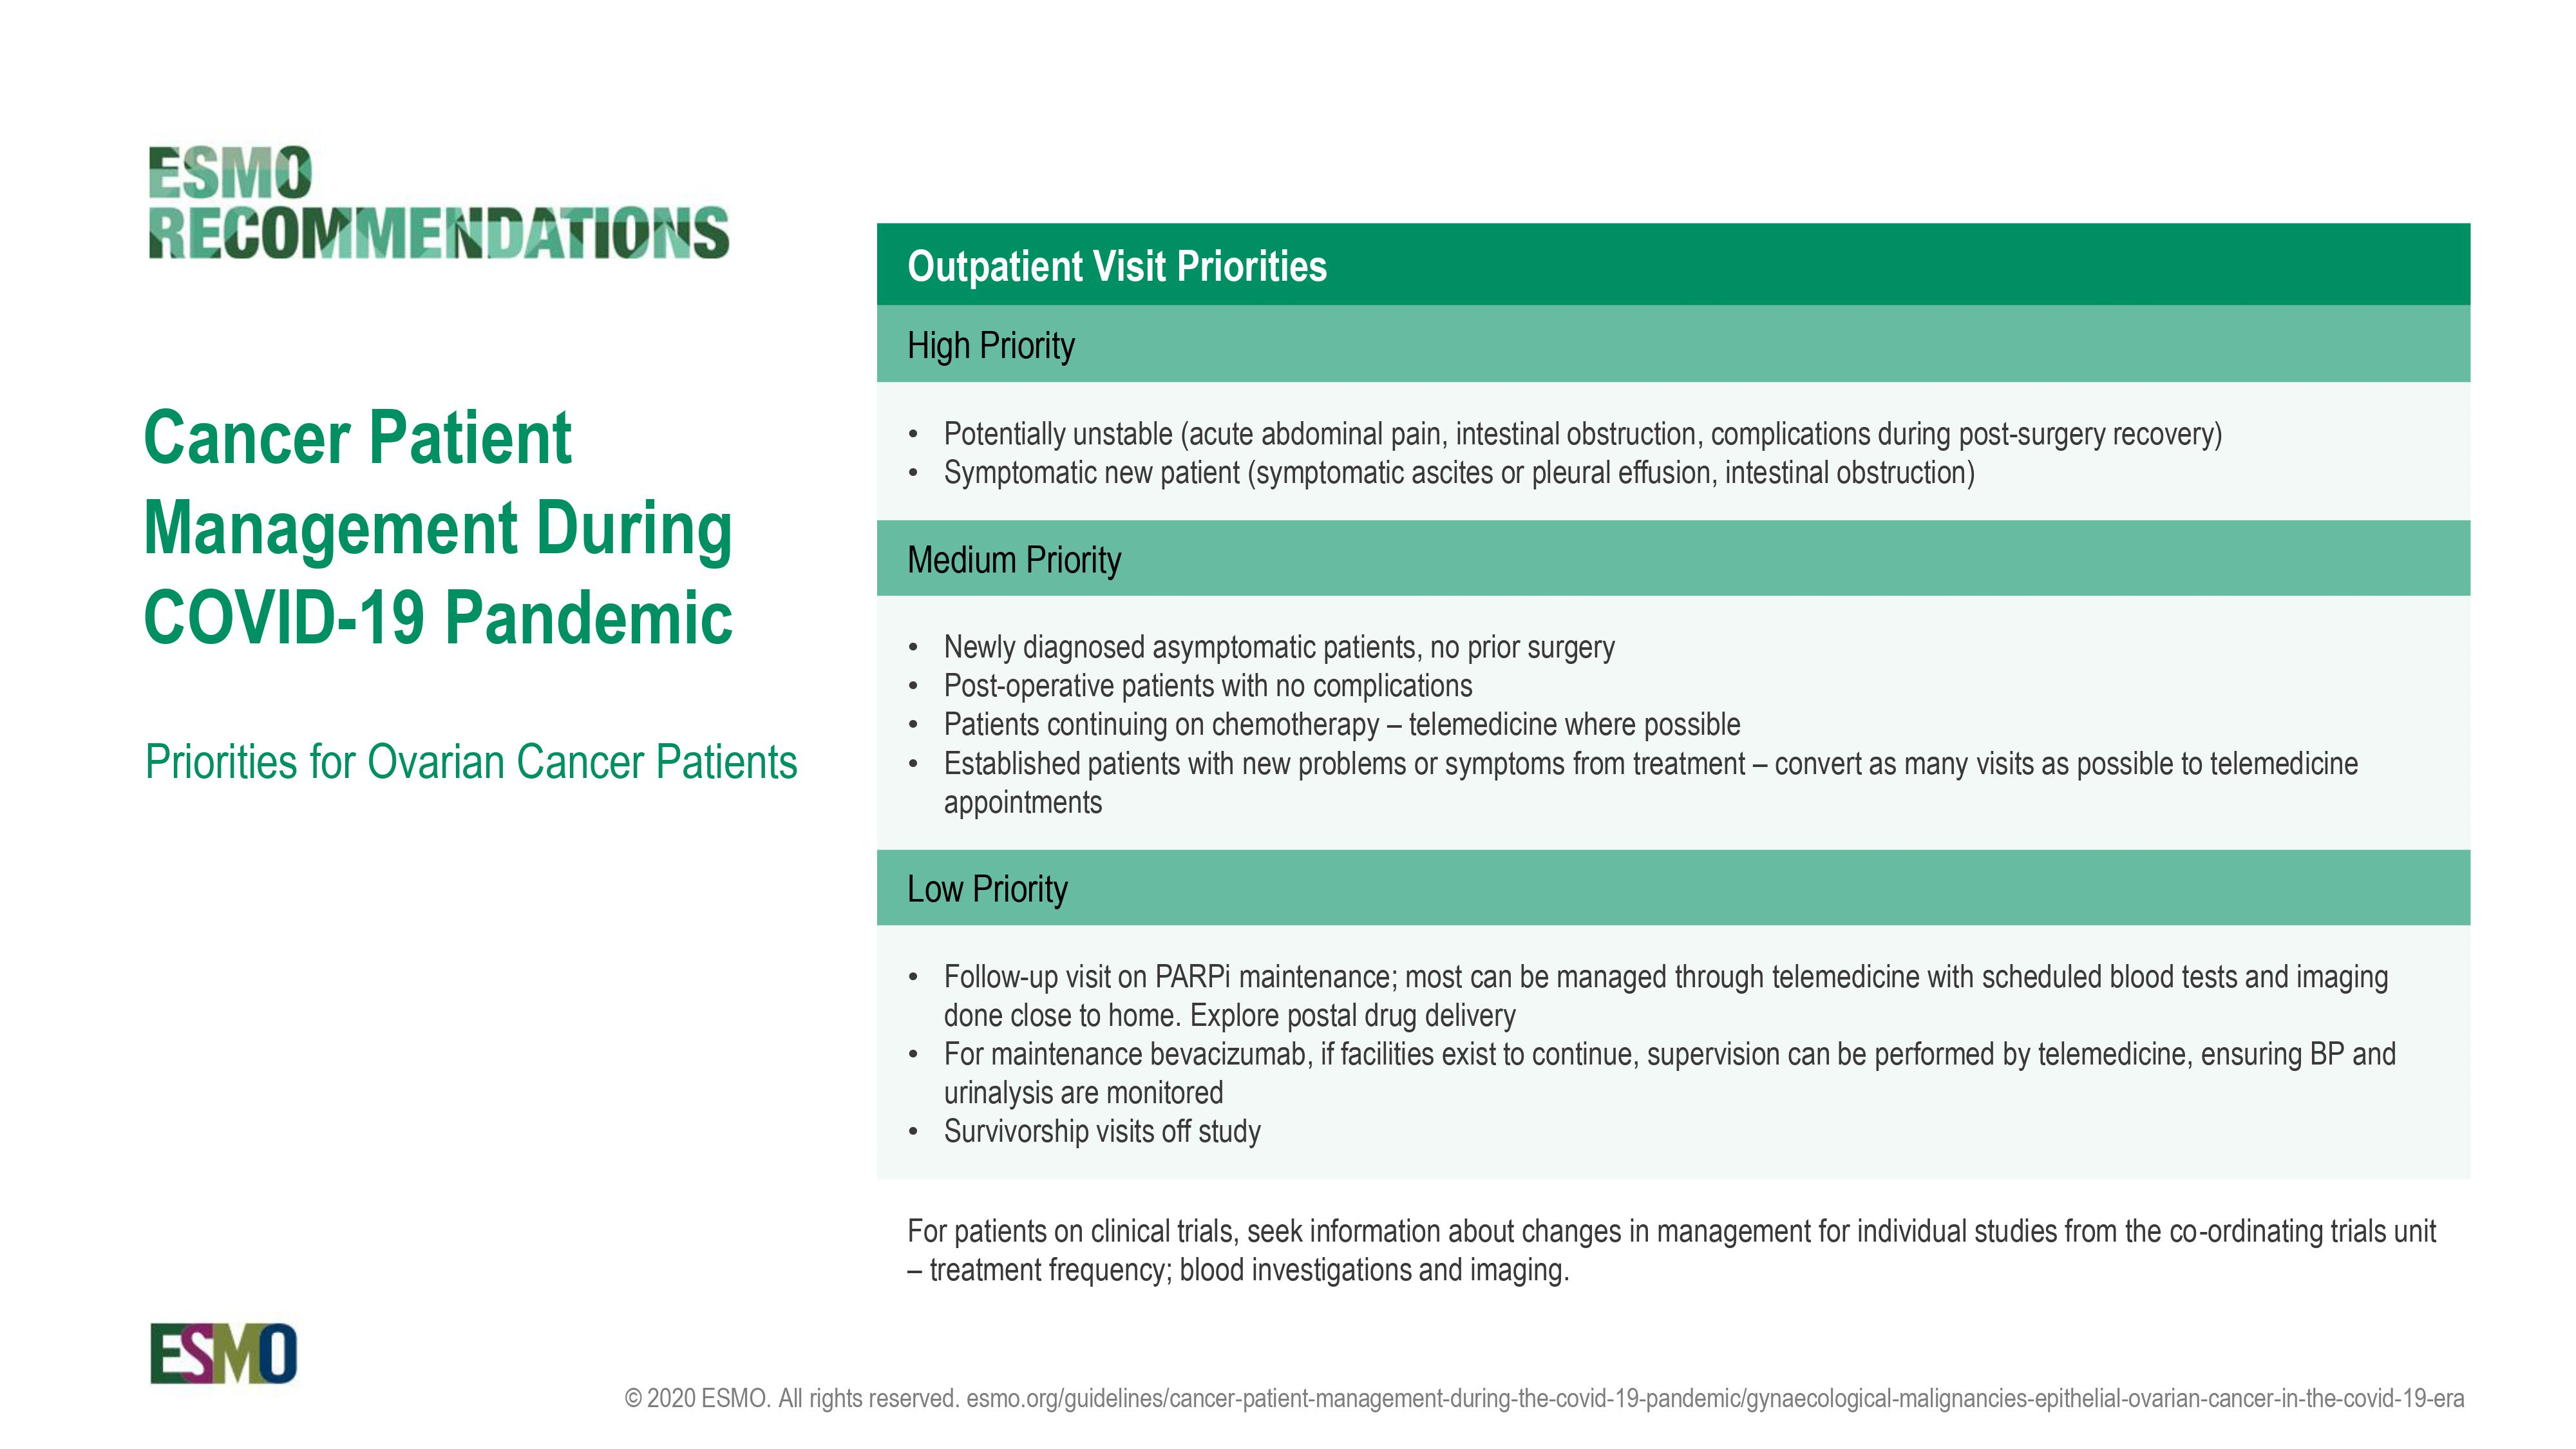 ESMO
RECOMMENDATIONS
Cancer Patient
Management During
COVID-19 Pandemic
Priorities for Ovarian Cancer Patients
Outpatient Visit Priorities
High Priority
• Potentially unstable (acute abdominal pain, intestinal obstruction, complications during post-surgery recovery)
• Symptomatic new patient (symptomatic ascites or pleural effusion, intestinal obstruction)
Medium Priority
• Newly diagnosed asymptomatic patients, no prior surgery
• Post-operative patients with no complications
• Patients continuing on chemotherapy – telemedicine where possible
• Established patients with new problems or symptoms from treatment – convert as many visits as possible to telemedicine
appointments
Low Priority
• Follow-up visit on PARPi maintenance; most can be managed through telemedicine with scheduled blood tests and imaging
done close to home. Explore postal drug delivery
• For maintenance bevacizumab, if facilities exist to continue, supervision can be performed by telemedicine, ensuring BP and
urinalysis are monitored
• Survivorship visits off study
For patients on clinical trials, seek information about changes in management for individual studies from the co-ordinating trials unit
– treatment frequency; blood investigations and imaging.
ESMO
© 2020 ESMO. All rights reserved. esmo.org/guidelines/cancer-patient-management-during-the-covid-19-pandemic/gynaecological-malignancies-epithelial-ovarian-cancer-in-the-covid-19-era